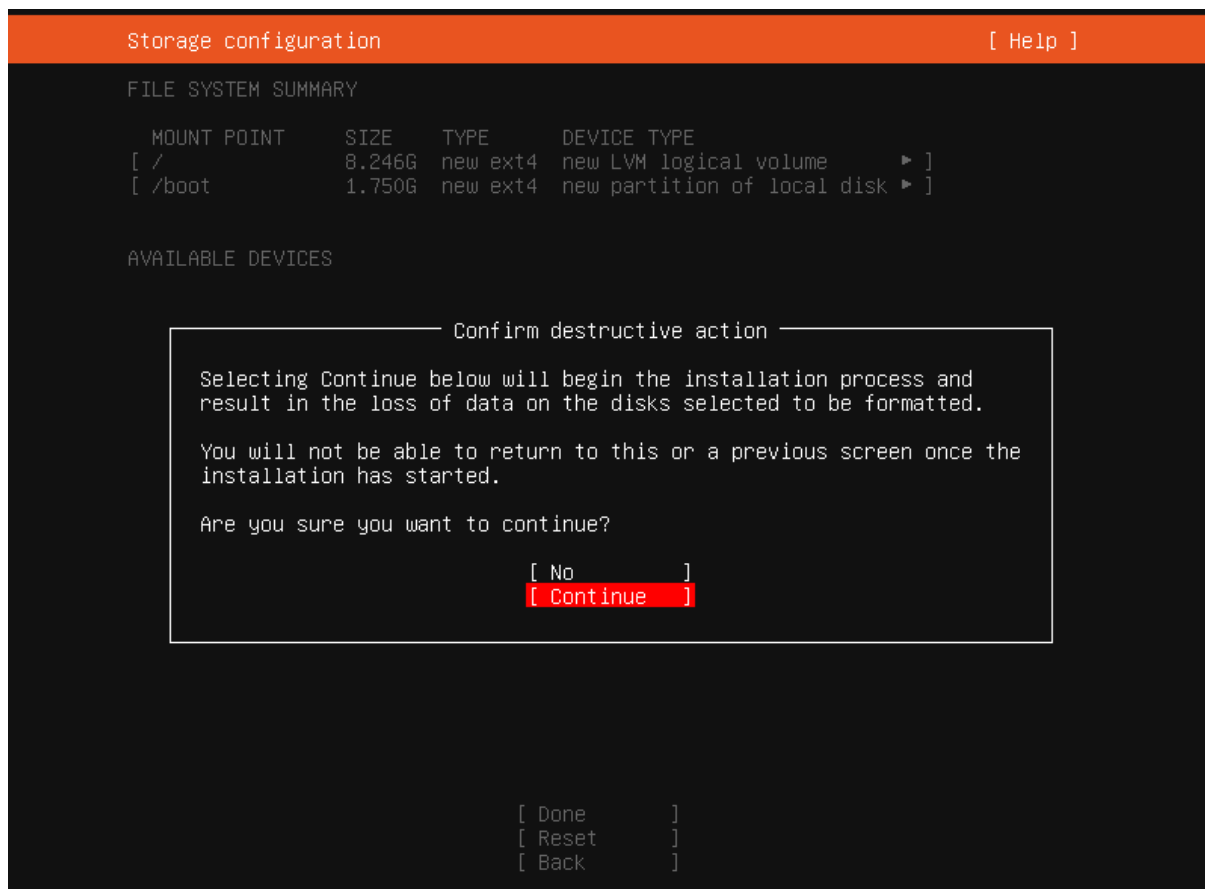 Storage configuration [ Help ]
FILE SYSTEM SUMMARY
MOUNT POINT SIZE TYPE DEVICE TYPE
[ / 8.246G new ext4 new LVM logical volume ▸ ]
[ /boot 1.750G new ext4 new partition of local disk ▸ ]
AVAILABLE DEVICES
Confirm destructive action
Selecting Continue below will begin the installation process and
result in the loss of data on the disks selected to be formatted.
You will not be able to return to this or a previous screen once the
installation has started.
Are you sure you want to continue?
[ No ]
[ Continue ]
[ Done ]
[ Reset ]
[ Back ]